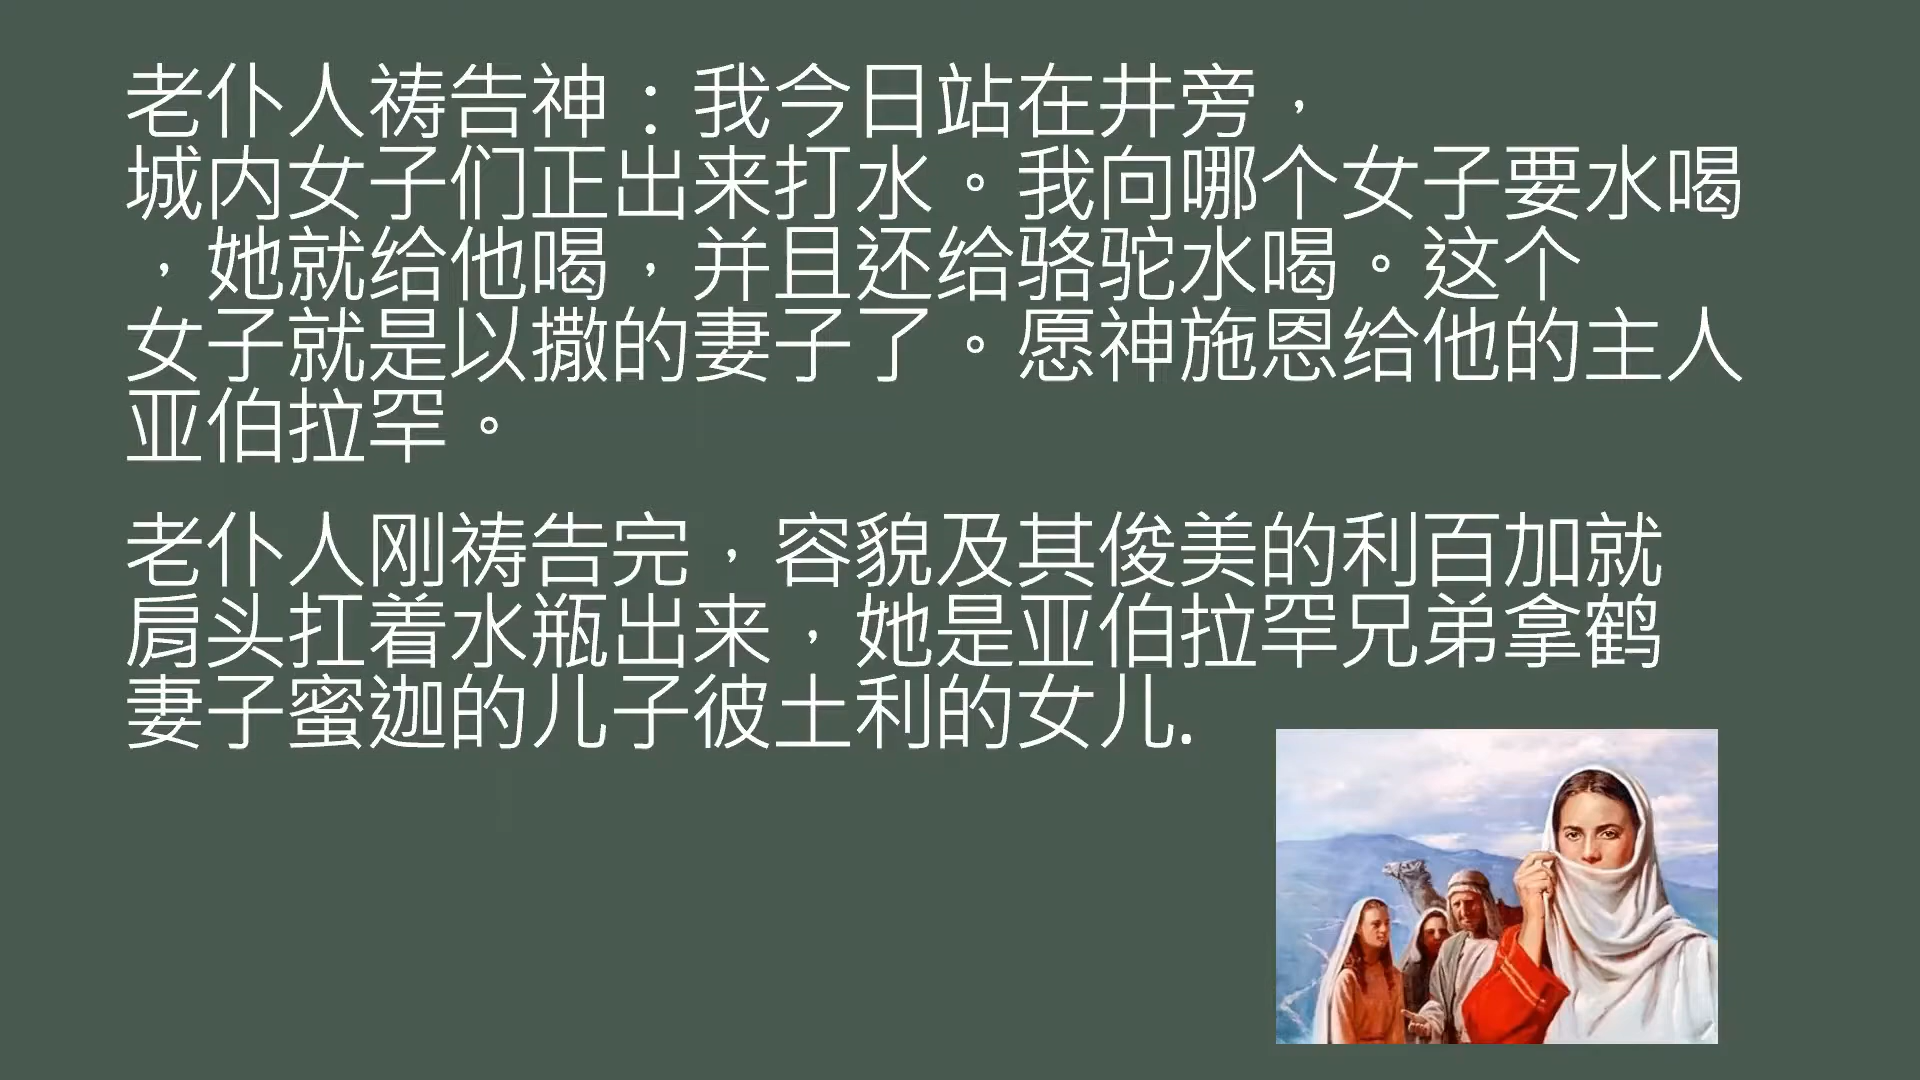 老仆人祷告神：我今日站在井旁，
城内女子们正出来打水。我向哪个女子要水喝
，她就给他喝，并且还给骆驼水喝。这个
女子就是以撒的妻子了。愿神施恩给他的主人
亚伯拉罕。
老仆人刚祷告完，容貌及其俊美的利百加就
肩头扛着水瓶出来，她是亚伯拉罕兄弟拿鹤
妻子蜜迦的儿子彼土利的女儿.